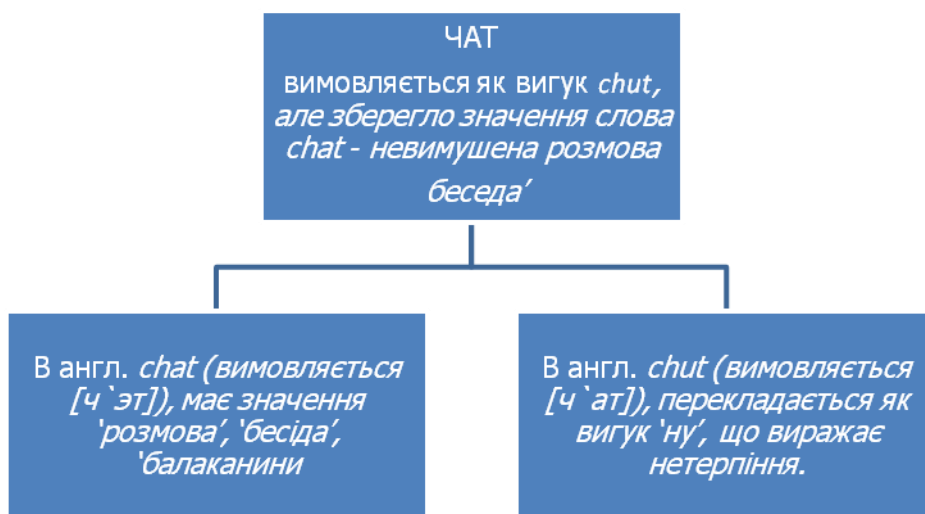 ЧАТ
вимовляється як вигук chut,
але зберегло значення слова
chat - невимушена розмова
беседа’
В англ. chat (вимовляється
[ч`эт]), має значення
‘розмова’, ‘бесіда’,
‘балаканини
В англ. chut (вимовляється
[ч`ат]), перекладається як
вигук ‘ну’, що виражає
нетерпіння.